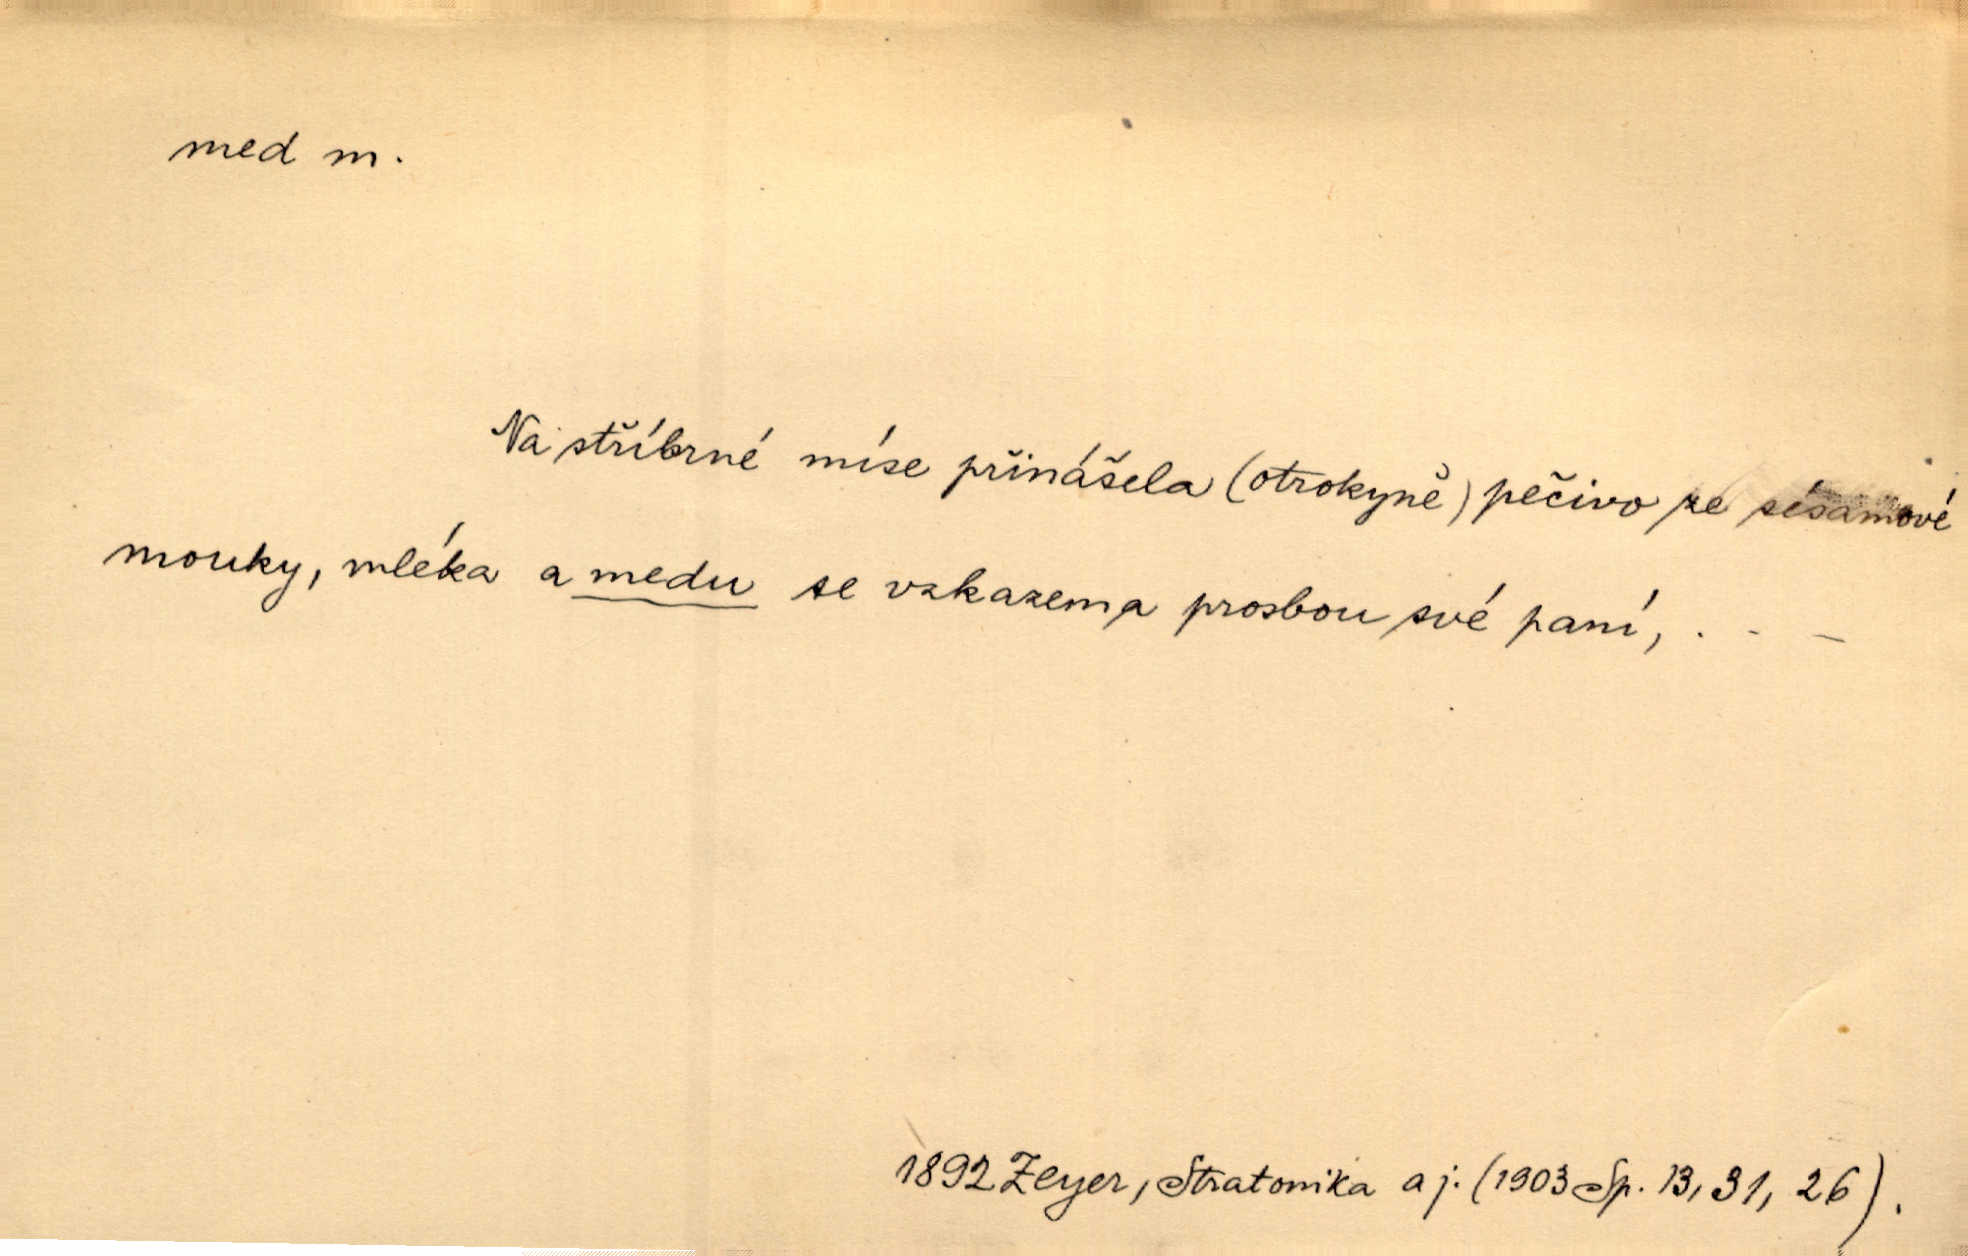 med m.
Na stříbrné míse přinášela (otrokyně) pečivo ze sésamové
mouky, mléka a medu se vzkazem a prosbou své paní, . - -
1892 Zeyer, Stratonika a j. (1903 Sp. 13, 31, 26).